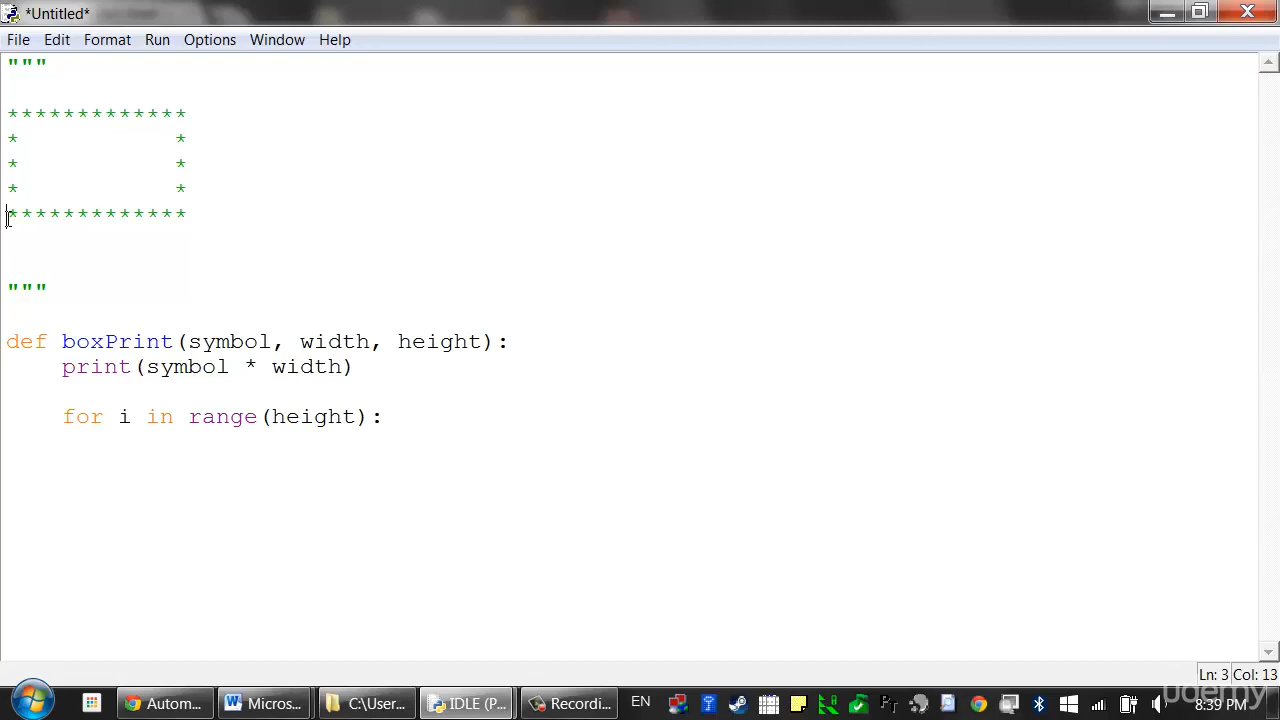 *Untitled*
File Edit Format Run Options Window Help
"""
*************
*           *
*           *
*           *
*************
"""
def boxPrint(symbol, width, height):
    print(symbol * width)
    for i in range(height):
Ln: 3 Col: 13
Autom... Micros... C:\User... IDLE (P... Recordi... EN 8:39 PM
udemy